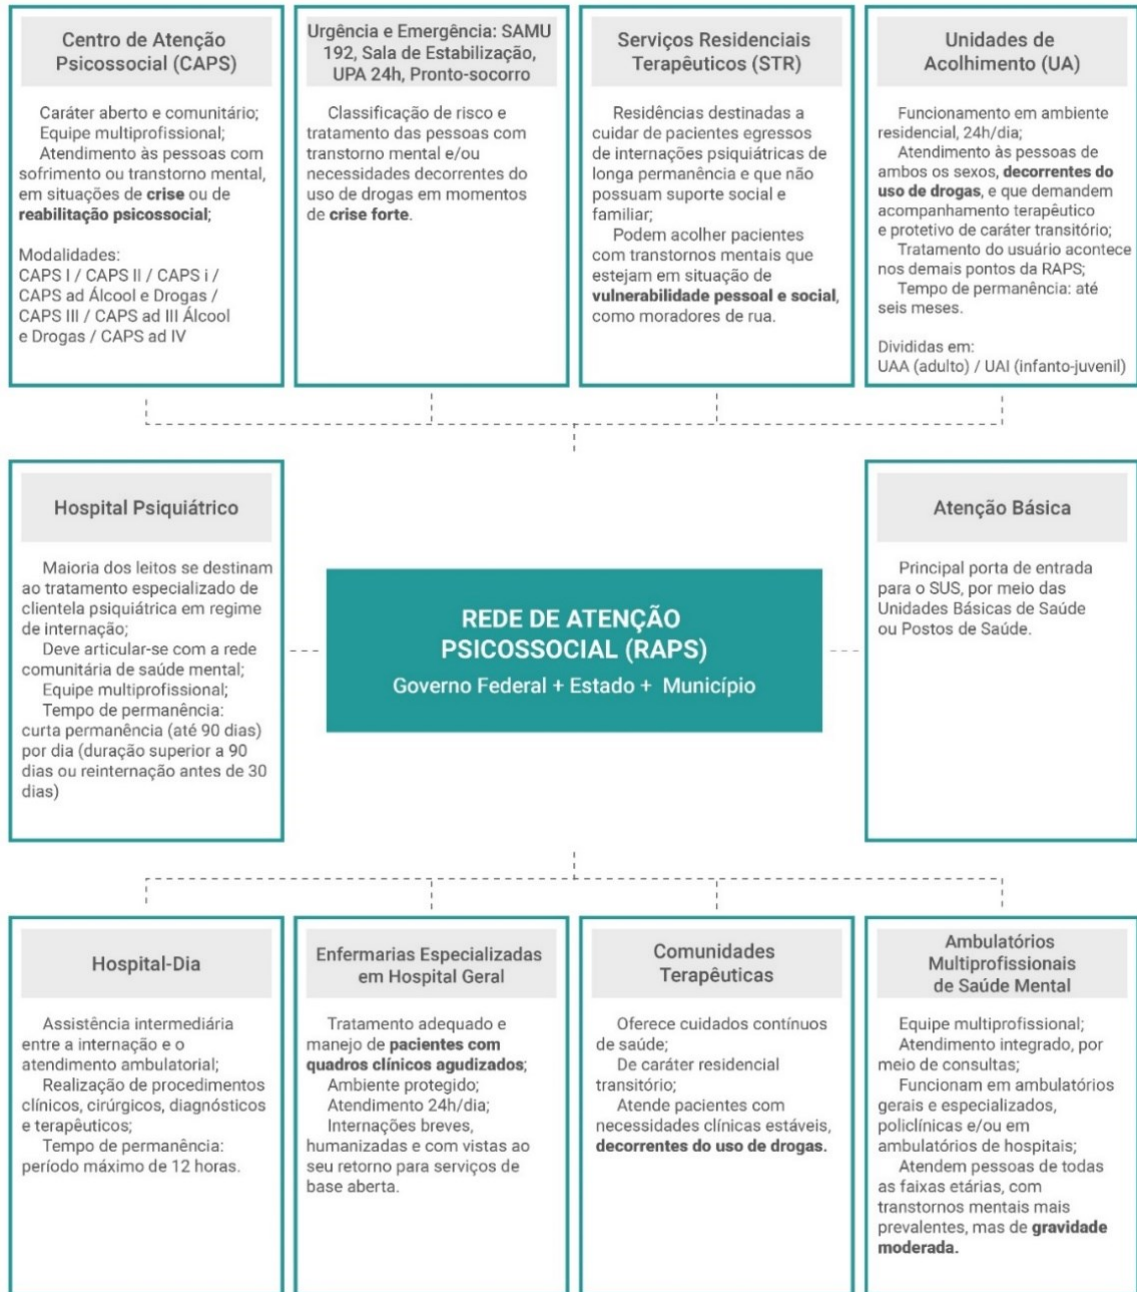 Centro de Atenção
Psicossocial (CAPS)
Caráter aberto e comunitário;
Equipe multiprofissional;
Atendimento às pessoas com
sofrimento ou transtorno mental,
em situações de crise ou de
reabilitação psicossocial;
Modalidades:
CAPS I / CAPS II / CAPS i /
CAPS ad Álcool e Drogas /
CAPS III / CAPS ad III Álcool
e Drogas / CAPS ad IV
Urgência e Emergência: SAMU
192, Sala de Estabilização,
UPA 24h, Pronto-socorro
Classificação de risco e
tratamento das pessoas com
transtorno mental e/ou
necessidades decorrentes do
uso de drogas em momentos
de crise forte.
Serviços Residenciais
Terapêuticos (STR)
Residências destinadas a
cuidar de pacientes egressos
de internações psiquiátricas de
longa permanência e que não
possuam suporte social e
familiar;
Podem acolher pacientes
com transtornos mentais que
estejam em situação de
vulnerabilidade pessoal e social,
como moradores de rua.
Unidades de
Acolhimento (UA)
Funcionamento em ambiente
residencial, 24h/dia;
Atendimento às pessoas de
ambos os sexos, decorrentes do
uso de drogas, e que demandem
acompanhamento terapêutico
e protetivo de caráter transitório;
Tratamento do usuário acontece
nos demais pontos da RAPS;
Tempo de permanência: até
seis meses.
Divididas em:
UAA (adulto) / UAI (infanto-juvenil)
Hospital Psiquiátrico
Maioria dos leitos se destinam
ao tratamento especializado de
clientela psiquiátrica em regime
de internação;
Deve articular-se com a rede
comunitária de saúde mental;
Equipe multiprofissional;
Tempo de permanência:
curta permanência (até 90 dias)
por dia (duração superior a 90
dias ou reinternação antes de 30
dias)
REDE DE ATENÇÃO
PSICOSSOCIAL (RAPS)
Governo Federal + Estado + Município
Atenção Básica
Principal porta de entrada
para o SUS, por meio das
Unidades Básicas de Saúde
ou Postos de Saúde.
Hospital-Dia
Assistência intermediária
entre a internação e o
atendimento ambulatorial;
Realização de procedimentos
clínicos, cirúrgicos, diagnósticos
e terapêuticos;
Tempo de permanência:
período máximo de 12 horas.
Enfermarias Especializadas
em Hospital Geral
Tratamento adequado e
manejo de pacientes com
quadros clínicos agudizados;
Ambiente protegido;
Atendimento 24h/dia;
Internações breves,
humanizadas e com vistas ao
seu retorno para serviços de
base aberta.
Comunidades
Terapêuticas
Oferece cuidados contínuos
de saúde;
De caráter residencial
transitório;
Atende pacientes com
necessidades clínicas estáveis,
decorrentes do uso de drogas.
Ambulatórios
Multiprofissionais
de Saúde Mental
Equipe multiprofissional;
Atendimento integrado, por
meio de consultas;
Funcionam em ambulatórios
gerais e especializados,
policlínicas e/ou em
ambulatórios de hospitais;
Atendem pessoas de todas
as faixas etárias, com
transtornos mentais mais
prevalentes, mas de gravidade
moderada.